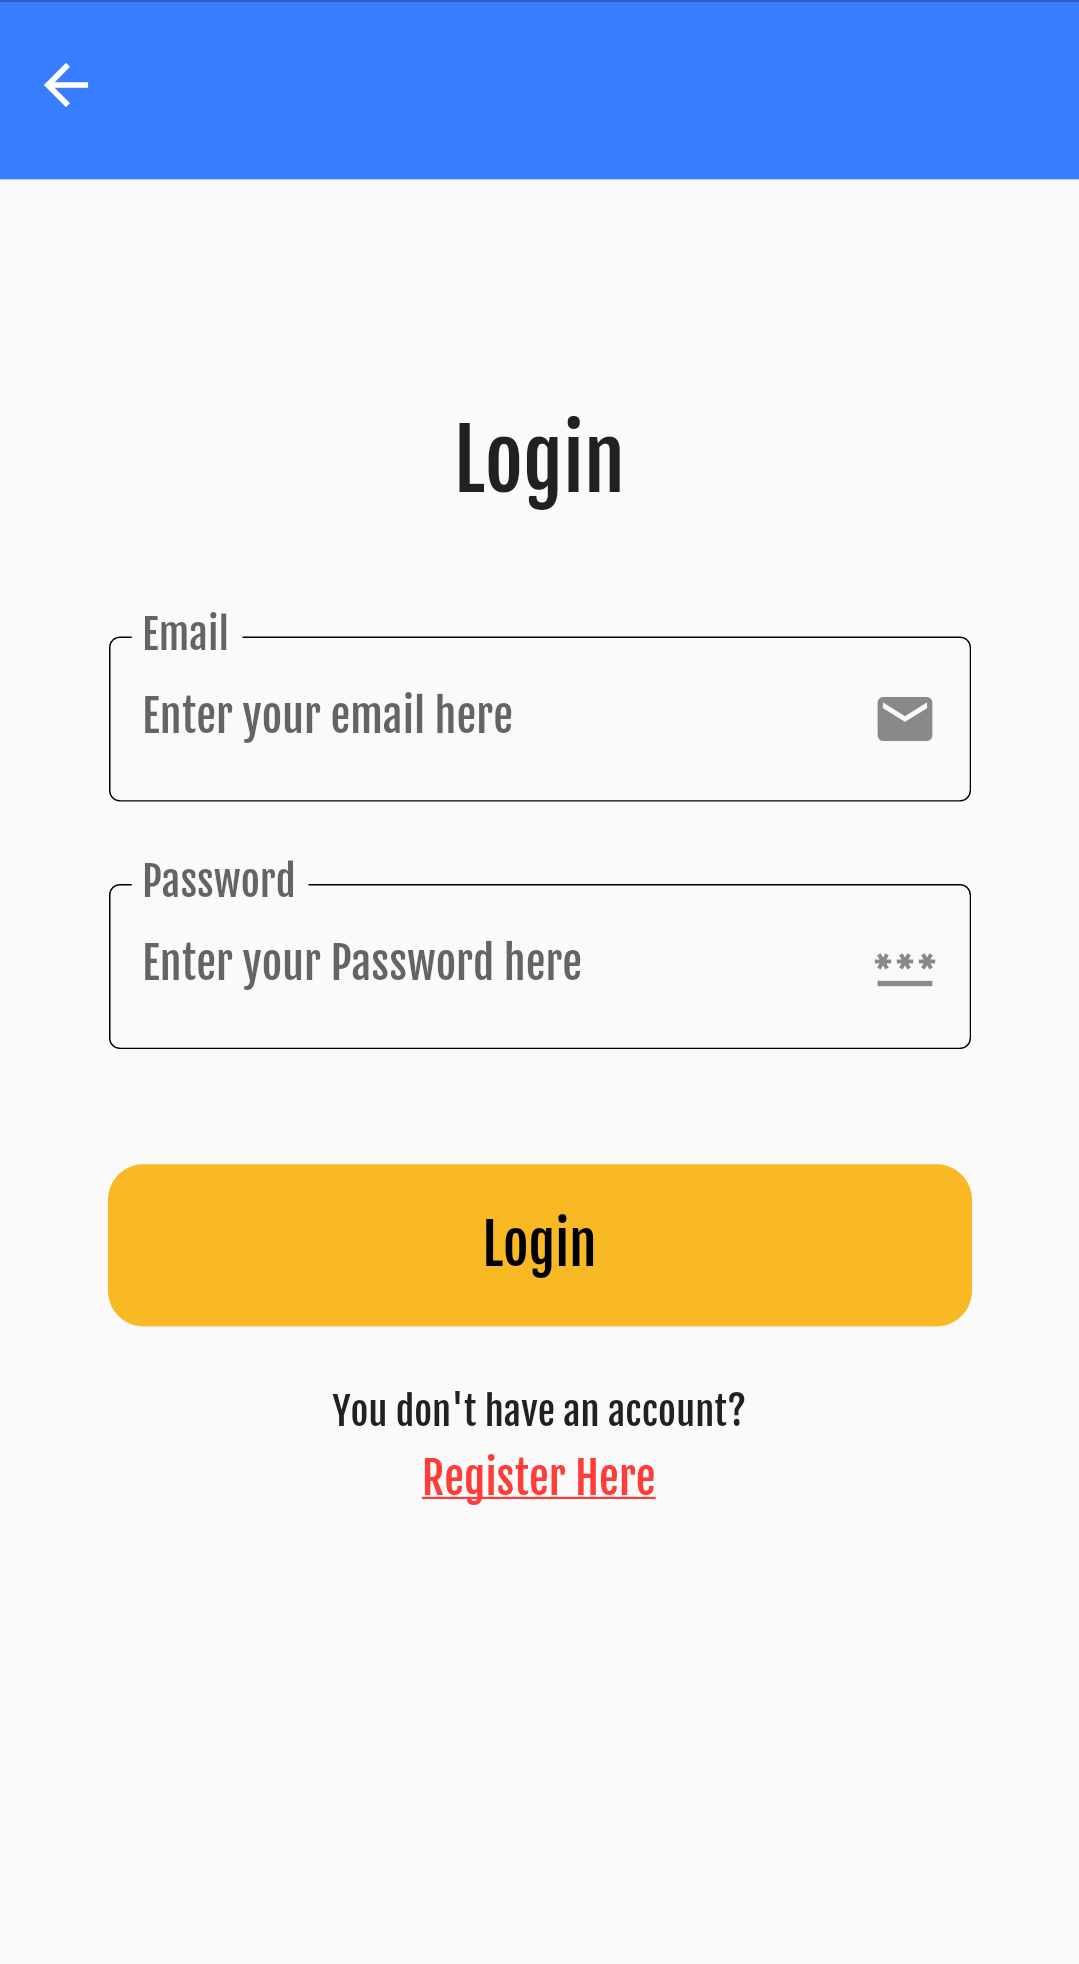 Login
Email
Enter your email here
Password
Enter your Password here
***
Login
You don't have an account?
Register Here